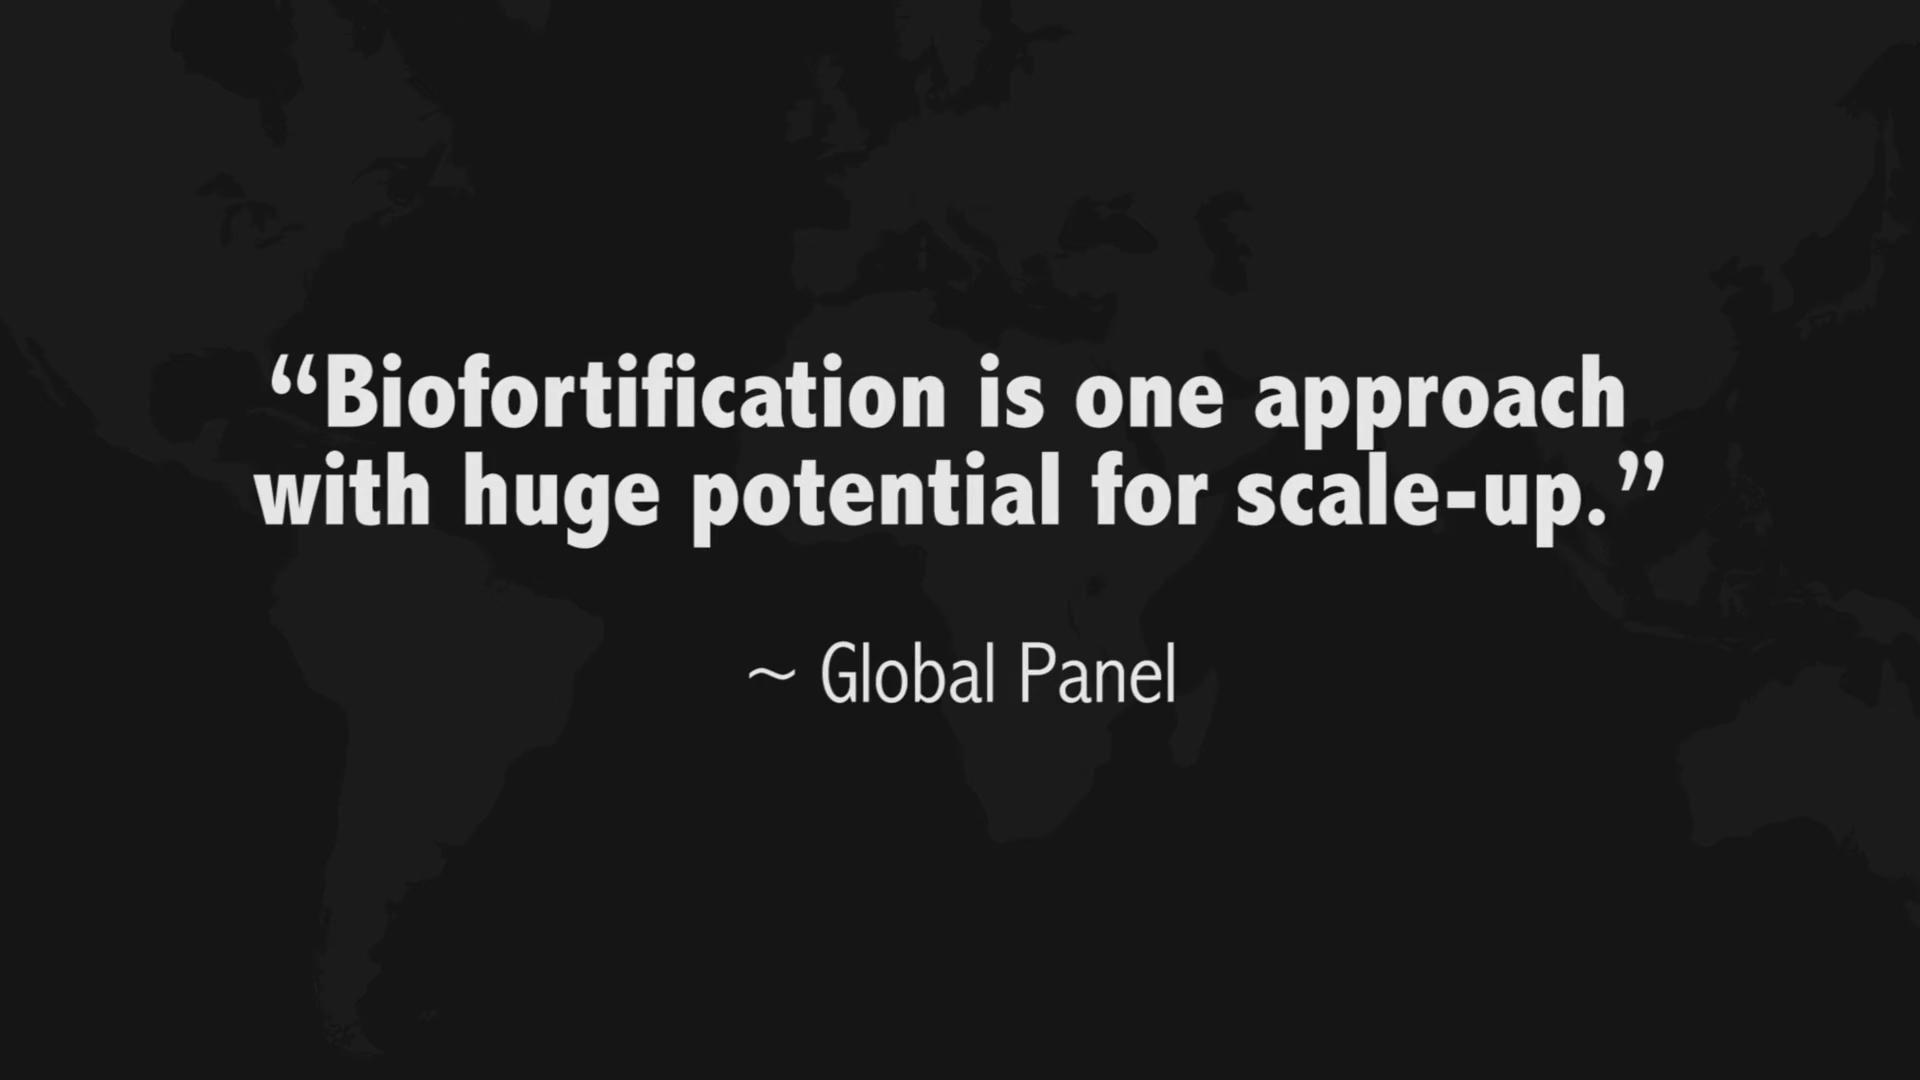 “Biofortification is one approach
with huge potential for scale-up.”
~ Global Panel